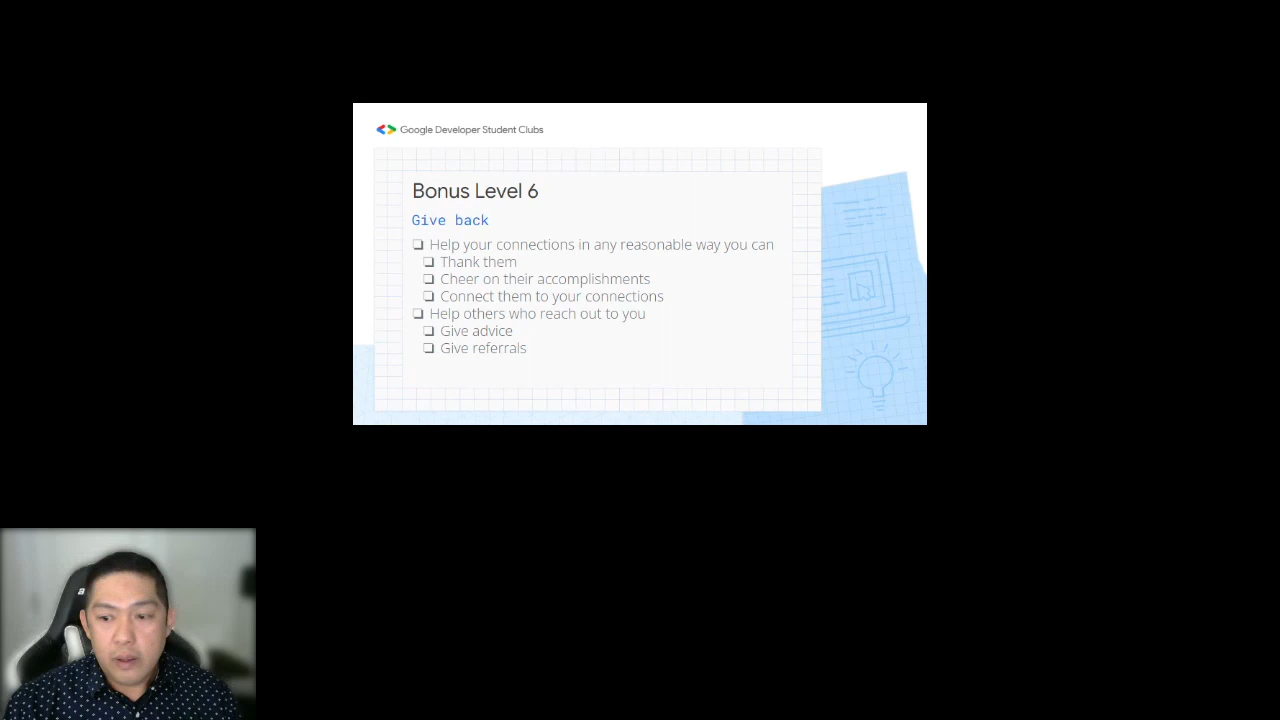 Google Developer Student Clubs
Bonus Level 6
Give back
❏ Help your connections in any reasonable way you can
❏ Thank them
❏ Cheer on their accomplishments
❏ Connect them to your connections
❏ Help others who reach out to you
❏ Give advice
❏ Give referrals